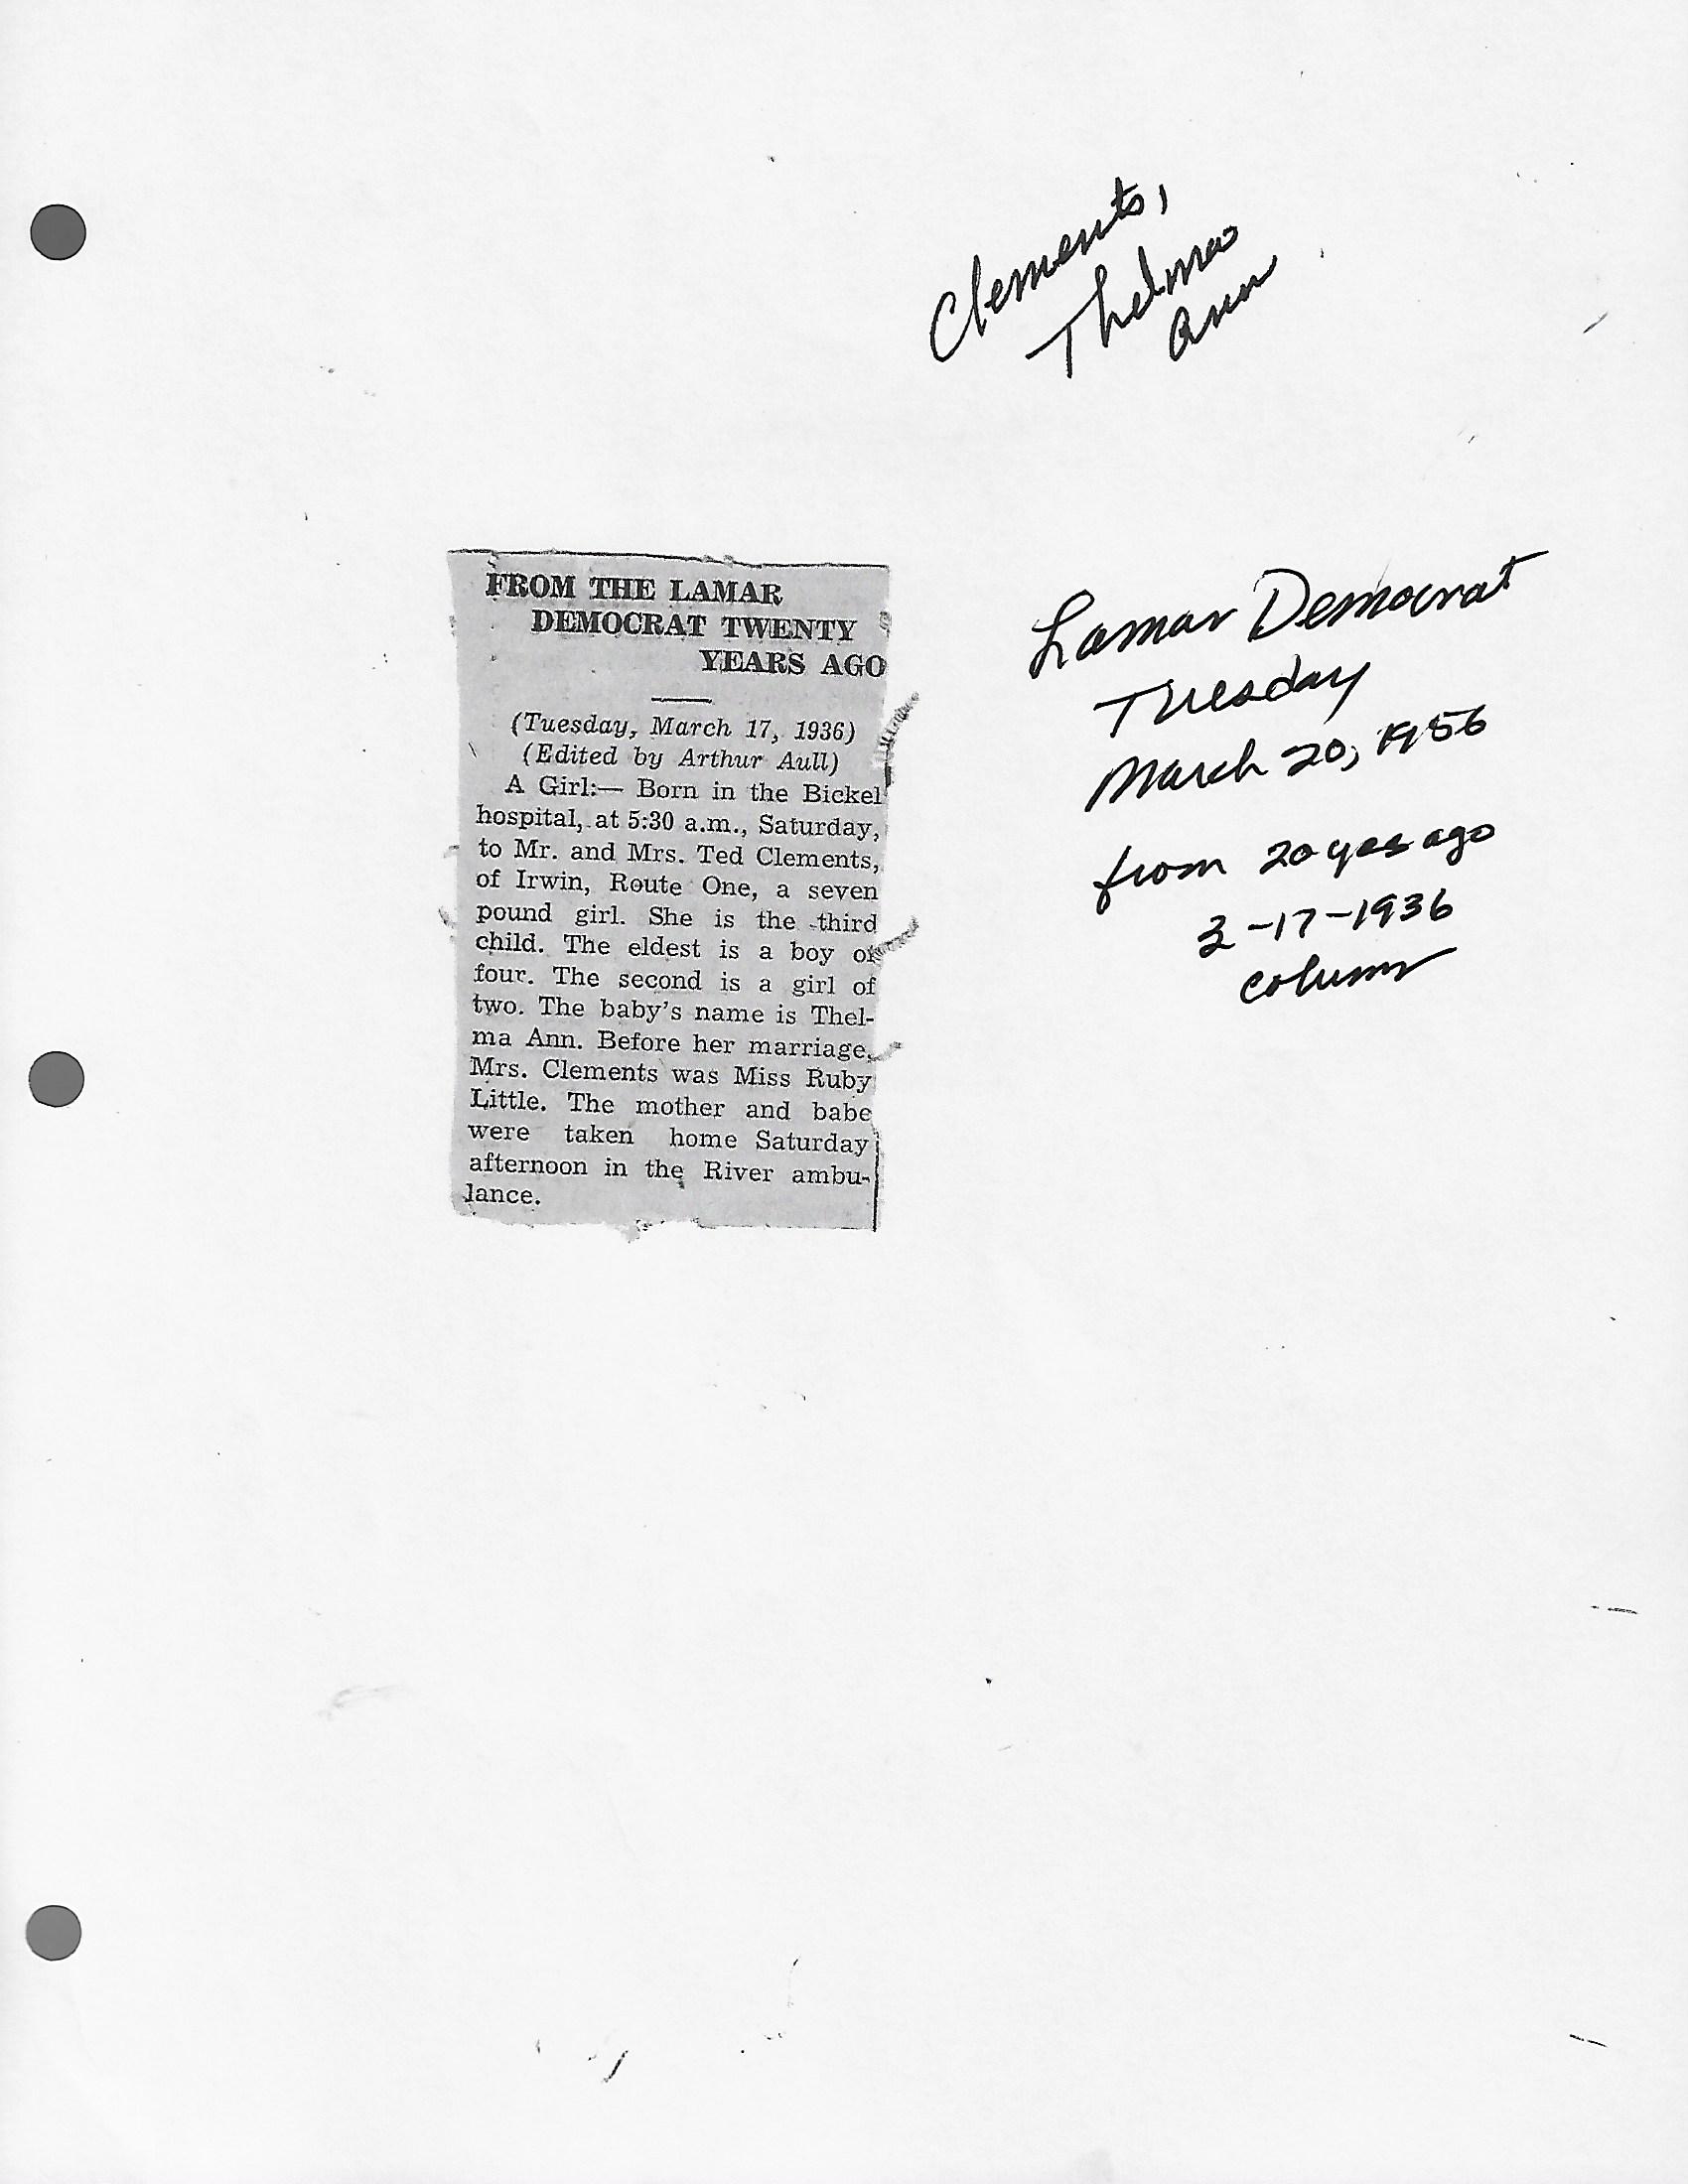 Clements,
Thelma
Ann
FROM THE LAMAR
DEMOCRAT TWENTY
YEARS AGO
(Tuesday, March 17, 1936)
(Edited by Arthur Aull)
A Girl:— Born in the Bickel
hospital, at 5:30 a.m., Saturday,
to Mr. and Mrs. Ted Clements,
of Irwin, Route One, a seven
pound girl. She is the third
child. The eldest is a boy of
four. The second is a girl of
two. The baby's name is Thel-
ma Ann. Before her marriage,
Mrs. Clements was Miss Ruby
Little. The mother and babe
were taken home Saturday
afternoon in the River ambu-
lance.
Lamar Democrat
Tuesday
March 20, 1956
from 20 yrs ago
3-17-1936
column